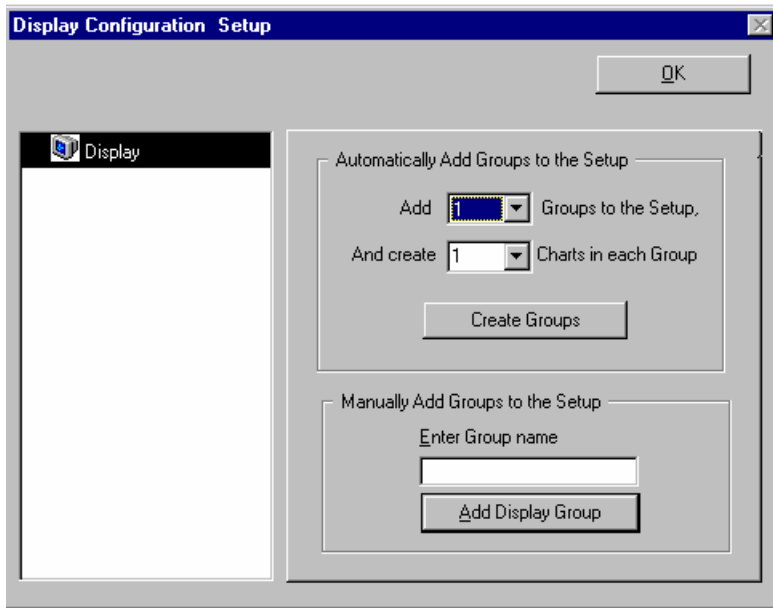 Display Configuration  Setup
OK
Display
Automatically Add Groups to the Setup
Add 1 Groups to the Setup,
And create 1 Charts in each Group
Create Groups
Manually Add Groups to the Setup
Enter Group name
Add Display Group